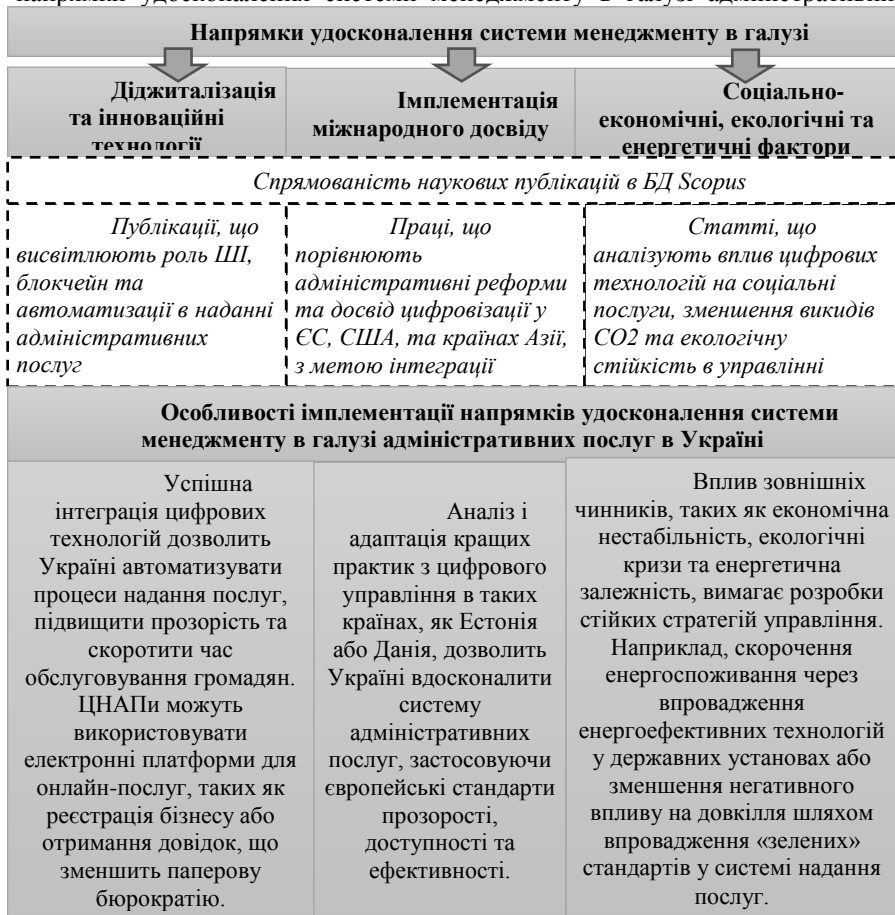 напрямки удосконалення системи менеджменту в галузі адміністративних
Напрямки удосконалення системи менеджменту в галузі
Діджиталізація
та інноваційні
технології
Імплементація
міжнародного досвіду
Соціально-
економічні, екологічні та
енергетичні фактори
Спрямованість наукових публікацій в БД Scopus
Публікації, що
висвітлюють роль ШІ,
блокчейн та
автоматизації в наданні
адміністративних
послуг
Праці, що
порівнюють
адміністративні реформи
та досвід цифровізації у
ЄС, США, та країнах Азії,
з метою інтеграції
Статті, що
аналізують вплив цифрових
технологій на соціальні
послуги, зменшення викидів
CO2 та екологічну
стійкість в управлінні
Особливості імплементації напрямків удосконалення системи
менеджменту в галузі адміністративних послуг в Україні
Успішна
інтеграція цифрових
технологій дозволить
Україні автоматизувати
процеси надання послуг,
підвищити прозорість та
скоротити час
обслуговування громадян.
ЦНАПи можуть
використовувати
електронні платформи для
онлайн-послуг, таких як
реєстрація бізнесу або
отримання довідок, що
зменшить паперову
бюрократію.
Аналіз і
адаптація кращих
практик з цифрового
управління в таких
країнах, як Естонія
або Данія, дозволить
Україні вдосконалити
систему
адміністративних
послуг, застосовуючи
європейські стандарти
прозорості,
доступності та
ефективності.
Вплив зовнішніх
чинників, таких як економічна
нестабільність, екологічні
кризи та енергетична
залежність, вимагає розробки
стійких стратегій управління.
Наприклад, скорочення
енергоспоживання через
впровадження
енергоефективних технологій
у державних установах або
зменшення негативного
впливу на довкілля шляхом
впровадження «зелених»
стандартів у системі надання
послуг.